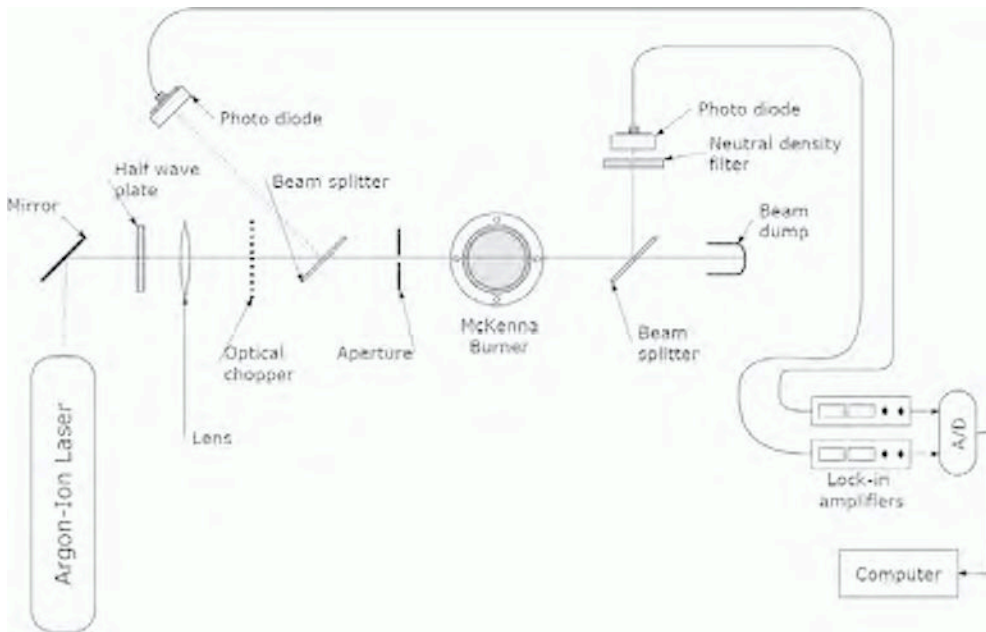 Photo diode
Photo diode
Neutral density
filter
Half wave
plate
Beam splitter
Mirror
Beam
dump
McKenna
Burner
Beam
splitter
Optical
chopper
Aperture
Lens
Argon-Ion Laser
A/D
Lock-in
amplifiers
Computer